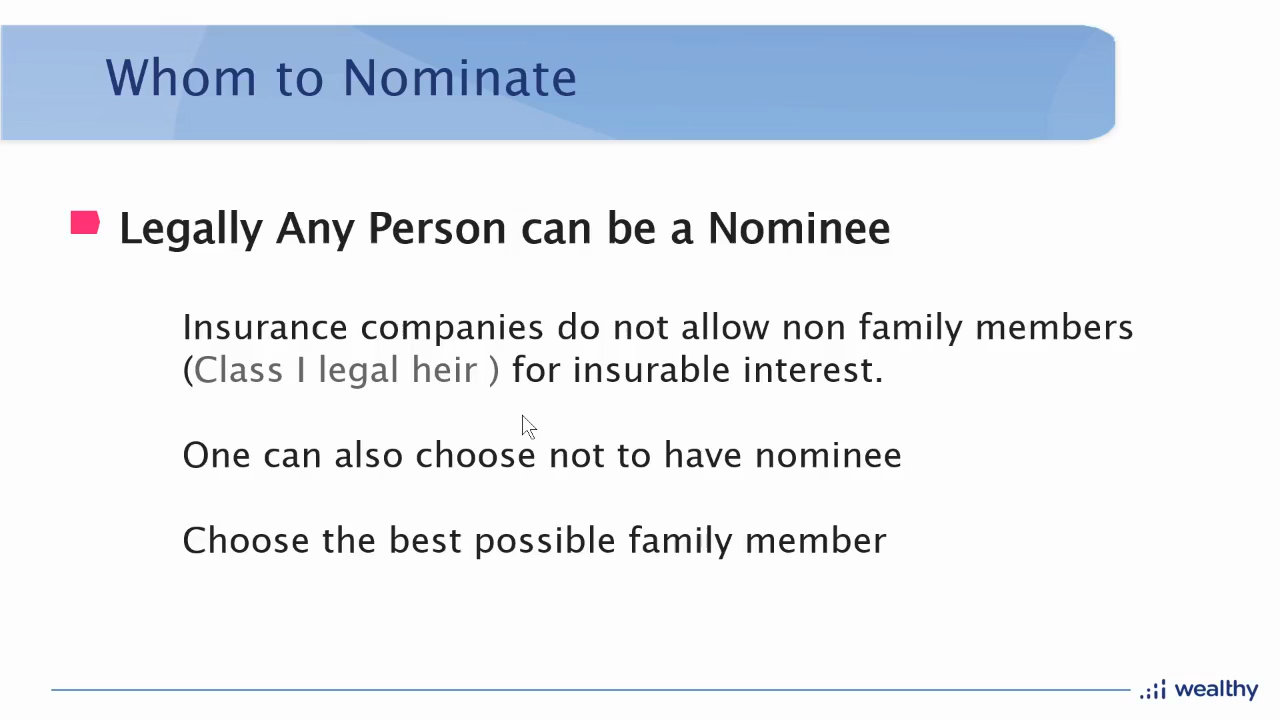 Whom to Nominate
Legally Any Person can be a Nominee
Insurance companies do not allow non family members
(Class I legal heir ) for insurable interest.
One can also choose not to have nominee
Choose the best possible family member
wealthy